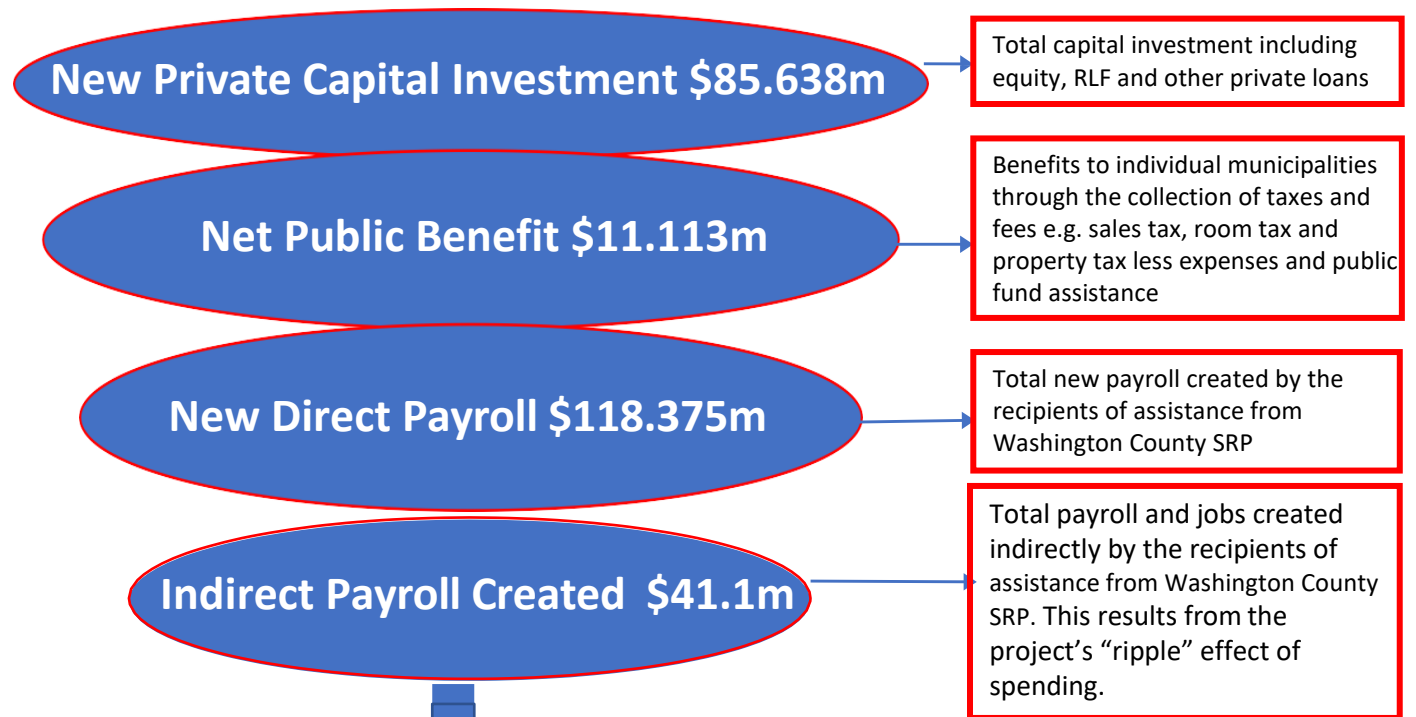 New Private Capital Investment $85.638m
Total capital investment including
equity, RLF and other private loans
Net Public Benefit $11.113m
Benefits to individual municipalities
through the collection of taxes and
fees e.g. sales tax, room tax and
property tax less expenses and public
fund assistance
New Direct Payroll $118.375m
Total new payroll created by the
recipients of assistance from
Washington County SRP
Indirect Payroll Created $41.1m
Total payroll and jobs created
indirectly by the recipients of
assistance from Washington County
SRP. This results from the
project’s “ripple” effect of
spending.